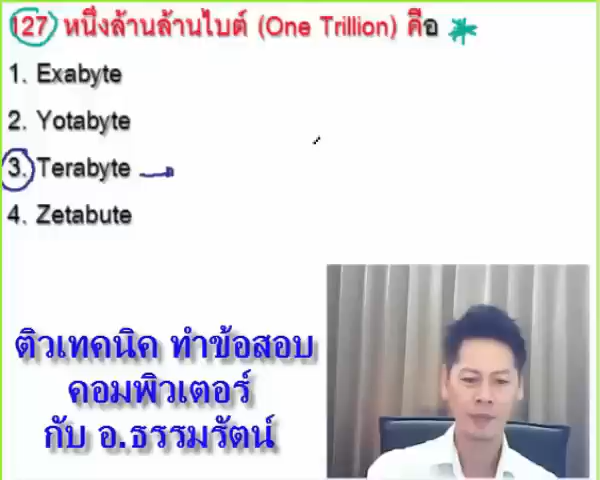 127 หนึ่งล้านล้านไบต์ (One Trillion) คือ
1. Exabyte
2. Yotabyte
3. Terabyte
4. Zetabute
ติวเทคนิค ทำข้อสอบ
คอมพิวเตอร์
กับ อ.ธรรมรัตน์